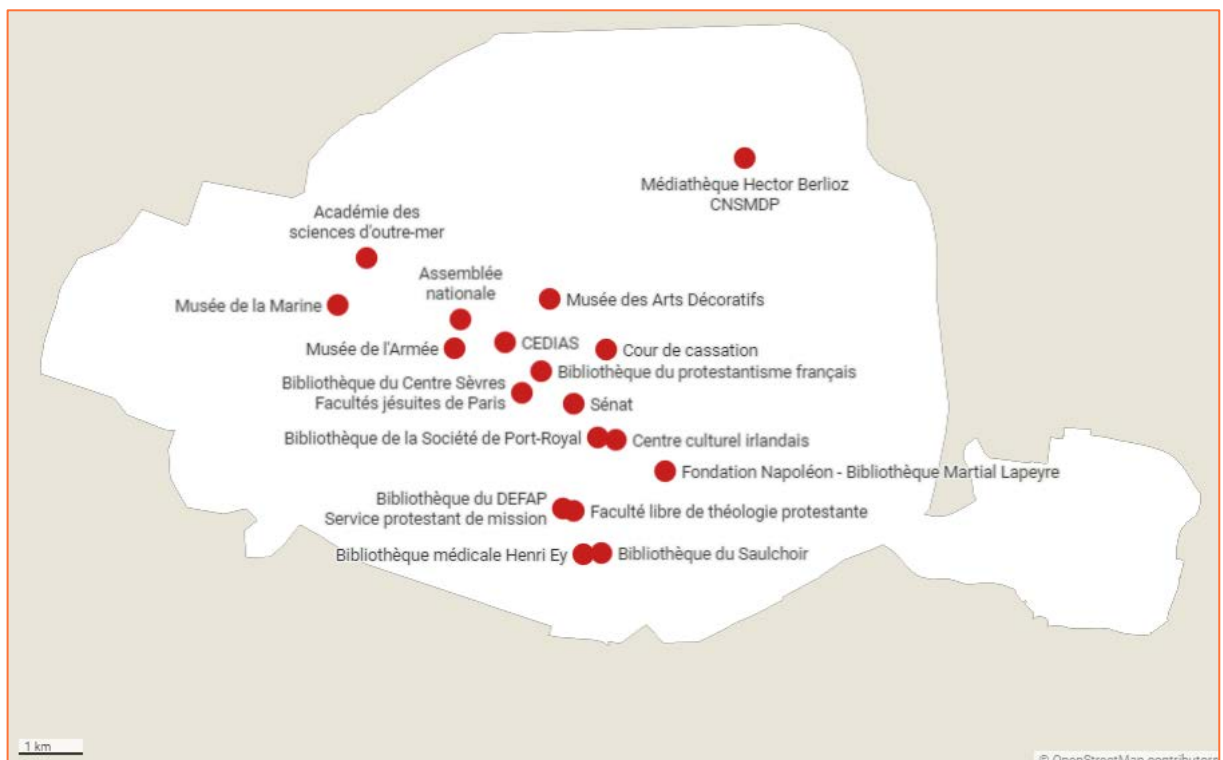 Médiathèque Hector Berlioz
CNSMDP
Académie des
sciences d'outre-mer
Assemblée
nationale
Musée de la Marine
Musée des Arts Décoratifs
Musée de l'Armée
CEDIAS
Cour de cassation
Bibliothèque du protestantisme français
Bibliothèque du Centre Sèvres
Facultés jésuites de Paris
Sénat
Bibliothèque de la Société de Port-Royal
Centre culturel irlandais
Fondation Napoléon - Bibliothèque Martial Lapeyre
Bibliothèque du DEFAP
Service protestant de mission
Faculté libre de théologie protestante
Bibliothèque médicale Henri Ey
Bibliothèque du Saulchoir
1 km
© OpenStreetMap contributors